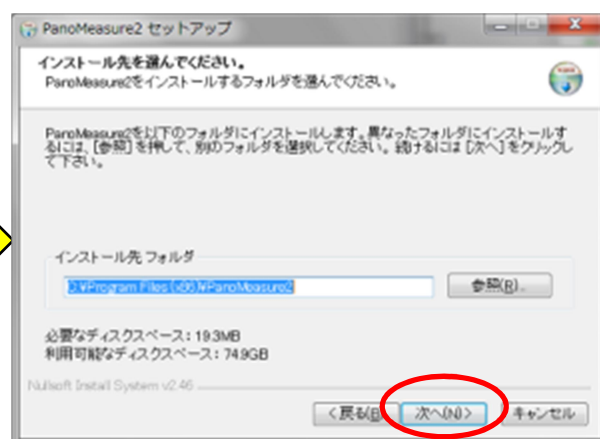 PanoMeasure2 セットアップ
インストール先を選んでください。
PanoMeasure2をインストールするフォルダを選んでください。
PanoMeasure2を以下のフォルダにインストールします。異なったフォルダにインストールす
るには、[参照] を押して、別のフォルダを選択してください。 続けるには [次へ] をクリックし
て下さい。
インストール先 フォルダ
¥Program Files (x86)¥PanoMeasure2
参照(R)...
必要なディスクスペース: 19.3MB
利用可能なディスクスペース: 74.9GB
Nullsoft Install System v2.46
< 戻る(B)
次へ(N) >
キャンセル